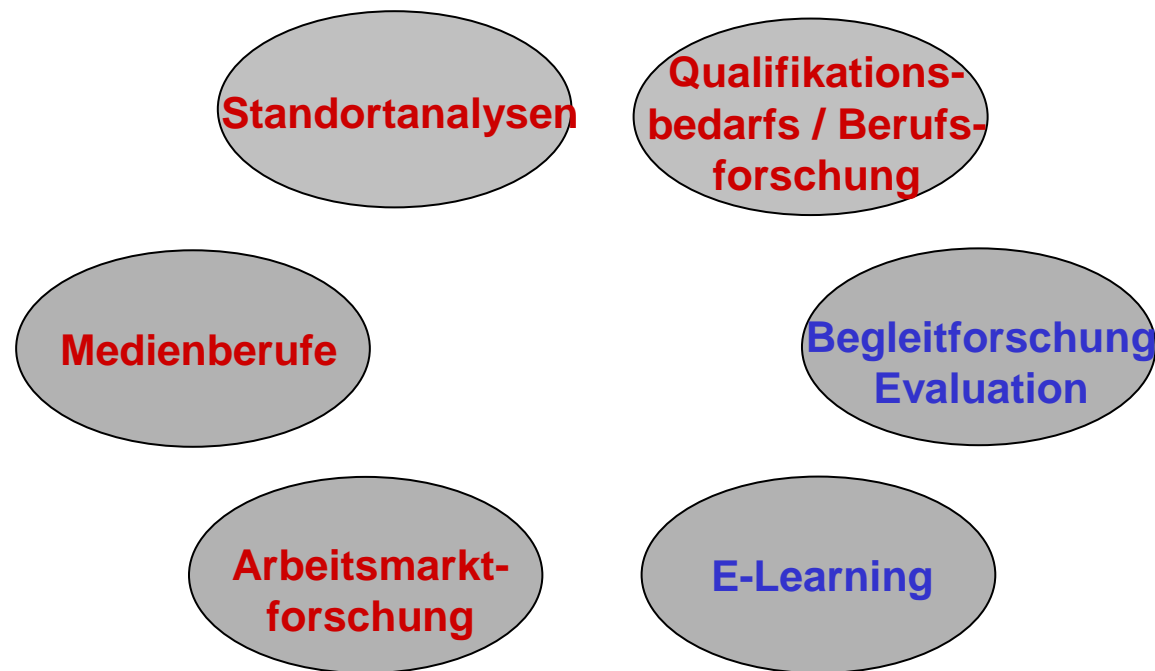 Standortanalysen
Qualifikations-
bedarfs / Berufs-
forschung
Medienberufe
Begleitforschung
Evaluation
Arbeitsmarkt-
forschung
E-Learning